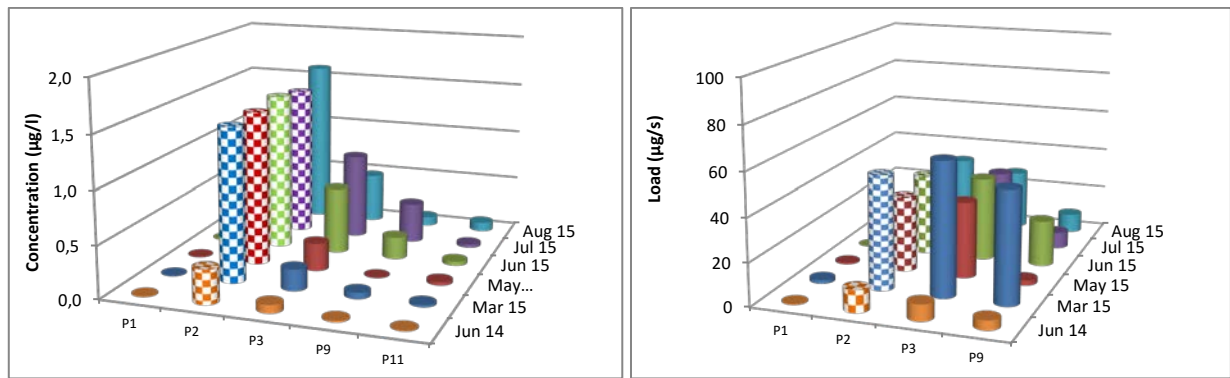 Concentration (µg/l)
2,0
1,5
1,0
0,5
0,0
P1
P2
P3
P9
P11
Aug 15
Jul 15
Jun 15
May...
Mar 15
Jun 14
Load (µg/s)
100
80
60
40
20
0
P1
P2
P3
P9
Aug 15
Jul 15
Jun 15
May 15
Mar 15
Jun 14